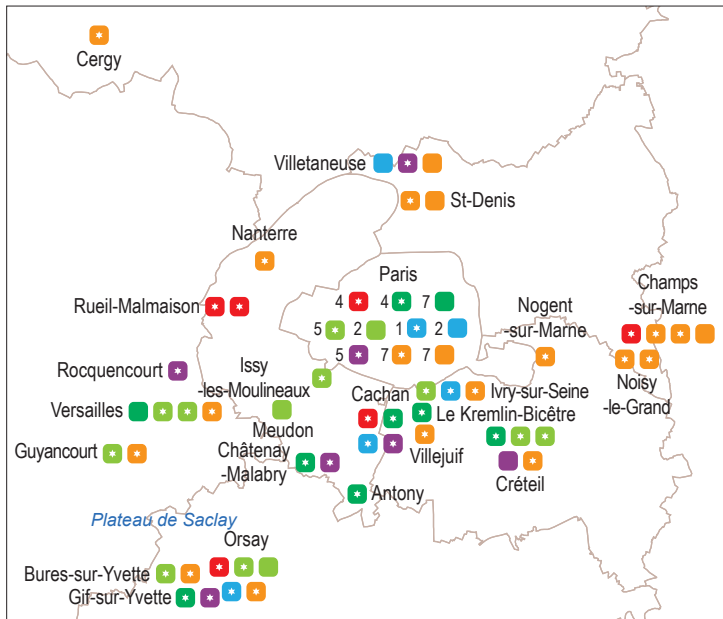 Cergy
Villetaneuse
St-Denis
Nanterre
Paris
Champs
-sur-Marne
Rueil-Malmaison
4 4 7
Nogent
-sur-Marne
5 2 1 2
5 7 7
Rocquencourt
Issy
-les-Moulineaux
Noisy
-le-Grand
Cachan
Ivry-sur-Seine
Versailles
Le Kremlin-Bicêtre
Meudon
Guyancourt
Châtenay
-Malabry
Villejuif
Créteil
Antony
Plateau de Saclay
Orsay
Bures-sur-Yvette
Gif-sur-Yvette